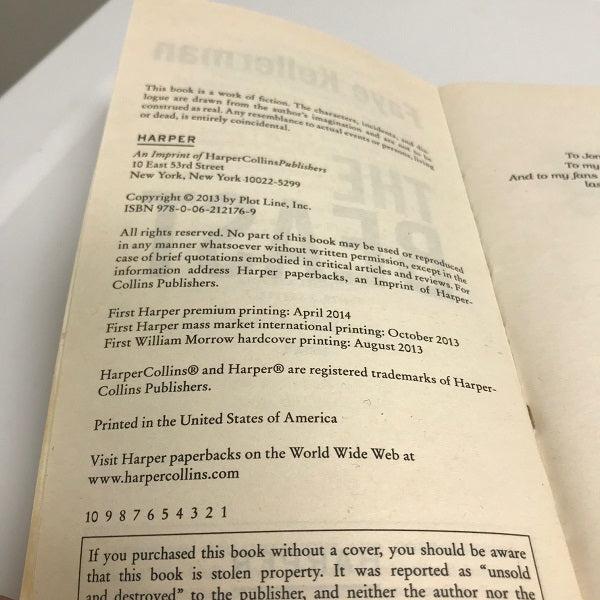 This book is a work of fiction. The characters, incidents, and dia-
logue are drawn from the author's imagination and are not to be
construed as real. Any resemblance to actual events or persons, living
or dead, is entirely coincidental.
HARPER
An Imprint of HarperCollinsPublishers
10 East 53rd Street
New York, New York 10022-5299
Copyright © 2013 by Plot Line, Inc.
ISBN 978-0-06-212176-9
All rights reserved. No part of this book may be used or reproduced
in any manner whatsoever without written permission, except in the
case of brief quotations embodied in critical articles and reviews. For
information address Harper paperbacks, an Imprint of Harper-
Collins Publishers.
First Harper premium printing: April 2014
First Harper mass market international printing: October 2013
First William Morrow hardcover printing: August 2013
HarperCollins® and Harper® are registered trademarks of Harper-
Collins Publishers.
Printed in the United States of America
Visit Harper paperbacks on the World Wide Web at
www.harpercollins.com
10 9 8 7 6 5 4 3 2 1
If you purchased this book without a cover, you should be aware
that this book is stolen property. It was reported as "unsold
and destroyed" to the publisher, and neither the author nor the
To
To my
And to my fans
Faye Kellerman
THE